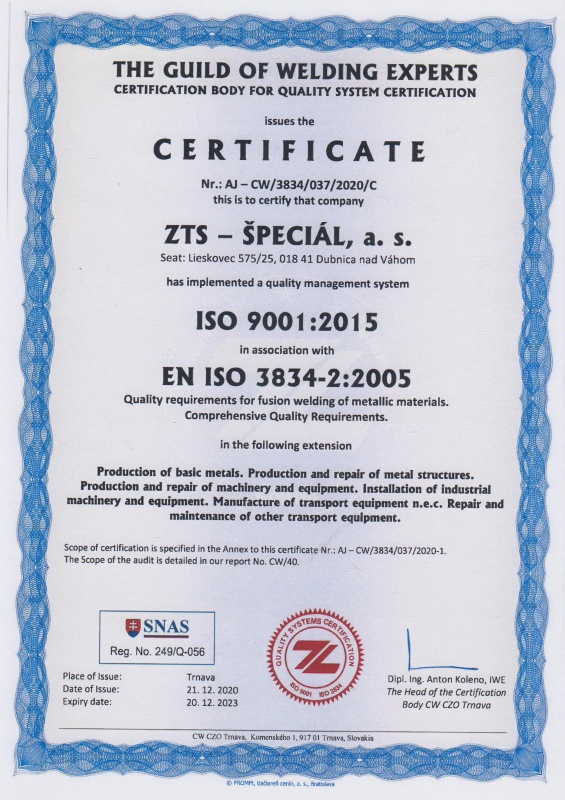 THE GUILD OF WELDING EXPERTS
CERTIFICATION BODY FOR QUALITY SYSTEM CERTIFICATION
issues the
CERTIFICATE
Nr.: AJ – CW/3834/037/2020/C
this is to certify that company
ZTS – ŠPECIÁL, a. s.
Seat: Lieskovec 575/25, 018 41 Dubnica nad Váhom
has implemented a quality management system
ISO 9001:2015
in association with
EN ISO 3834-2:2005
Quality requirements for fusion welding of metallic materials.
Comprehensive Quality Requirements.
in the following extension
Production of basic metals. Production and repair of metal structures.
Production and repair of machinery and equipment. Installation of industrial
machinery and equipment. Manufacture of transport equipment n.e.c. Repair and
maintenance of other transport equipment.
Scope of certification is specified in the Annex to this certificate Nr.: AJ – CW/3834/037/2020-1.
The Scope of the audit is detailed in our report No. CW/40.
SNAS
Reg. No. 249/Q-056
QUALITY SYSTEMS CERTIFICATION
ISO 9001 ISO 3834
Place of Issue: Trnava
Date of Issue: 21. 12. 2020
Expiry date: 20. 12. 2023
Dipl. Ing. Anton Koleno, IWE
The Head of the Certification
Body CW CZO Trnava
CW CZO Trnava, Komenského 1, 917 01 Trnava, Slovakia
© PROMPt, tlačiareň cenín, a. s., Bratislava